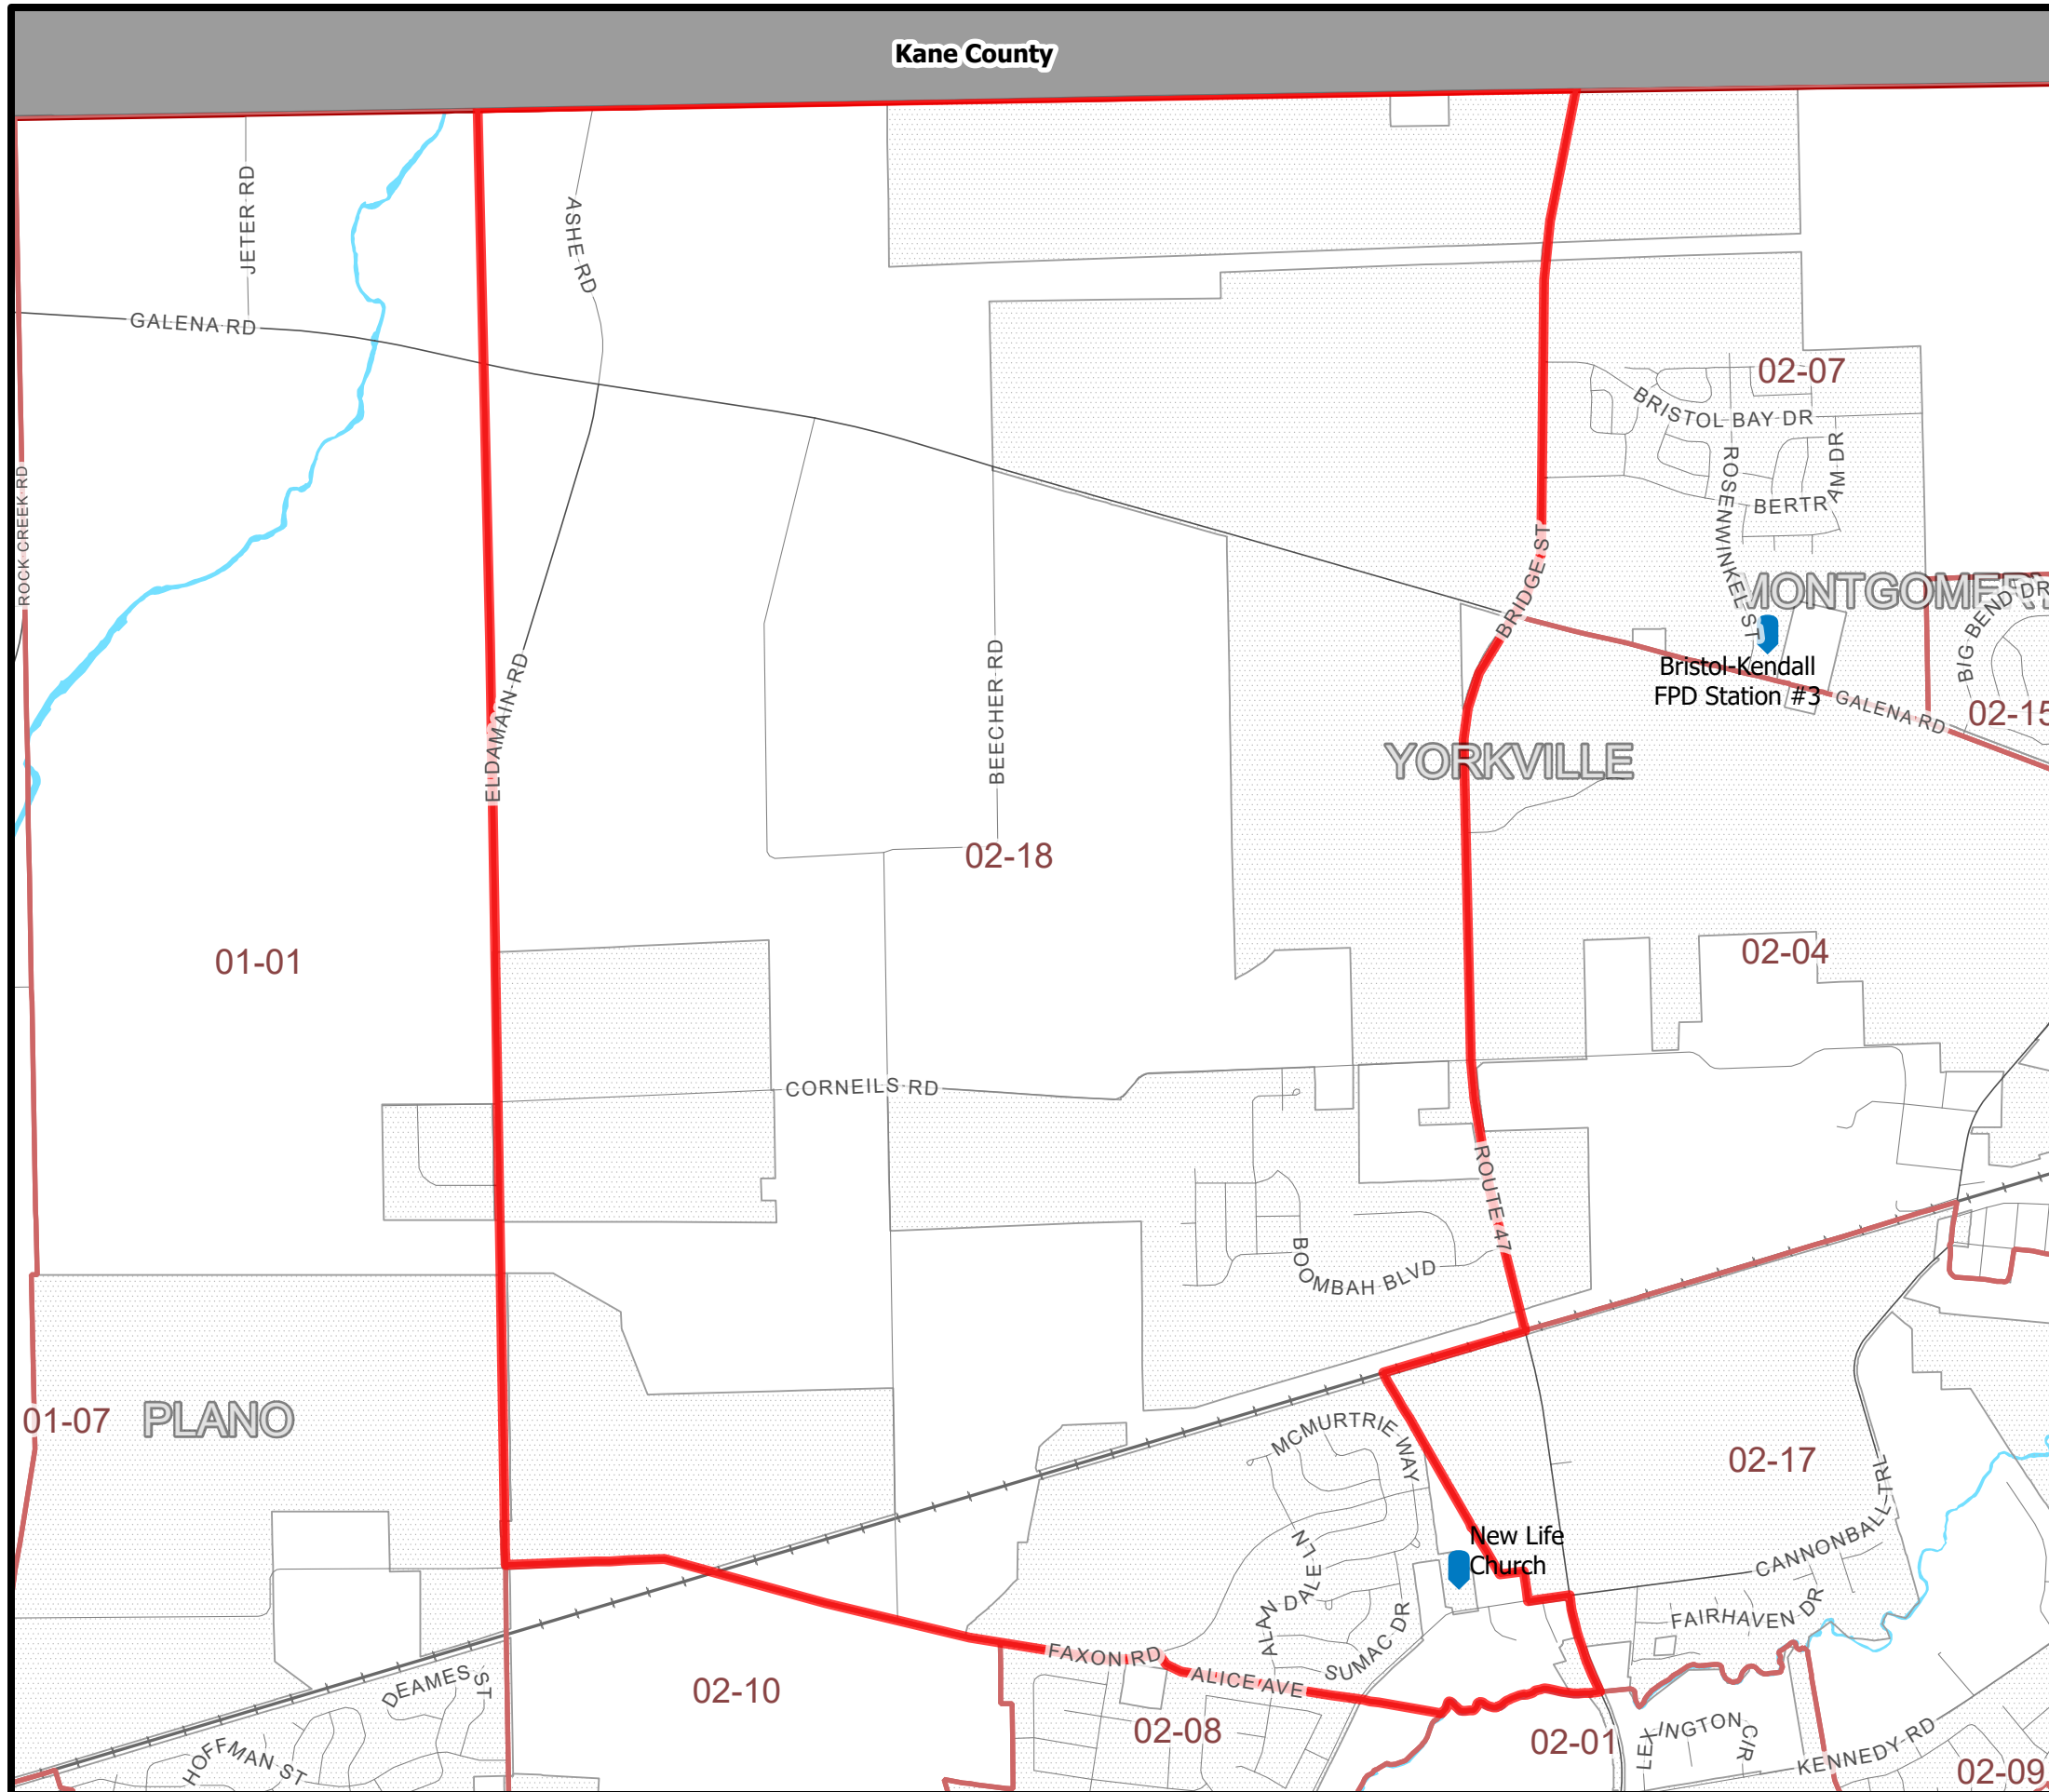 Kane County
JETER RD
ASHE RD
GALENA RD
02-07
BRISTOL BAY DR
ROSENWINKEL ST
BERTRAM DR
ROCK CREEK RD
BRIDGE ST
MONTGOMERY
BIG BEND DR
Bristol-Kendall
FPD Station #3
GALENA RD
02-15
ELDAMAIN RD
BEECHER RD
YORKVILLE
02-18
01-01
02-04
CORNEILS RD
ROUTE 47
BOOMBAH BLVD
01-07
PLANO
MCMURTRIE WAY
02-17
CANNONBALL TRL
New Life
Church
ALAN DALE LN
SUMAC DR
FAIRHAVEN DR
FAXON RD
ALICE AVE
DEAMES ST
02-10
02-08
02-01
LEXINGTON CIR
KENNEDY RD
HOFFMAN ST
02-09